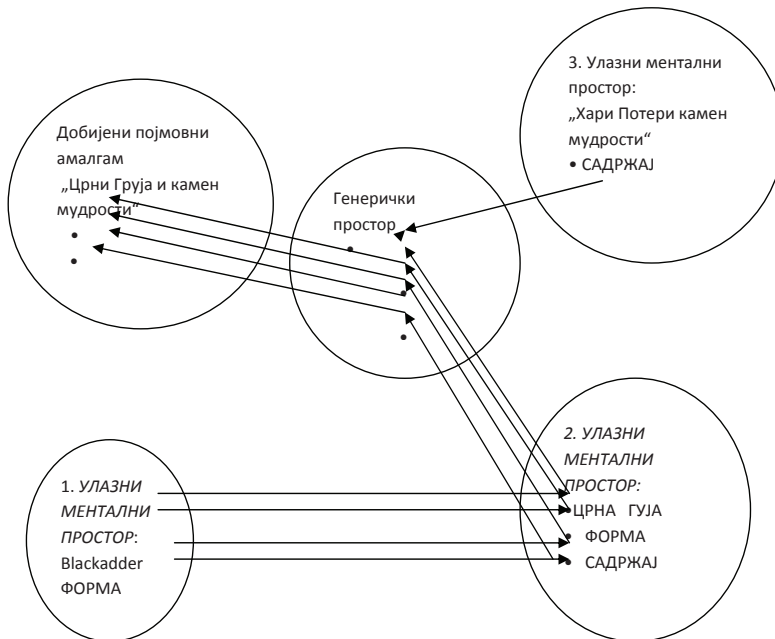 Добијени појмовни
амалгам
„Црни Груја и камен
мудрости“
•
•
Генерички
простор
•
•
•
3. Улазни ментални
простор:
„Хари Потери камен
мудрости“
• САДРЖАЈ
1. УЛАЗНИ
МЕНТАЛНИ
ПРОСТОР:
Blackadder
ФОРМА
2. УЛАЗНИ
МЕНТАЛНИ
ПРОСТОР:
•ЦРНА ГУЈА
• ФОРМА
• САДРЖАЈ